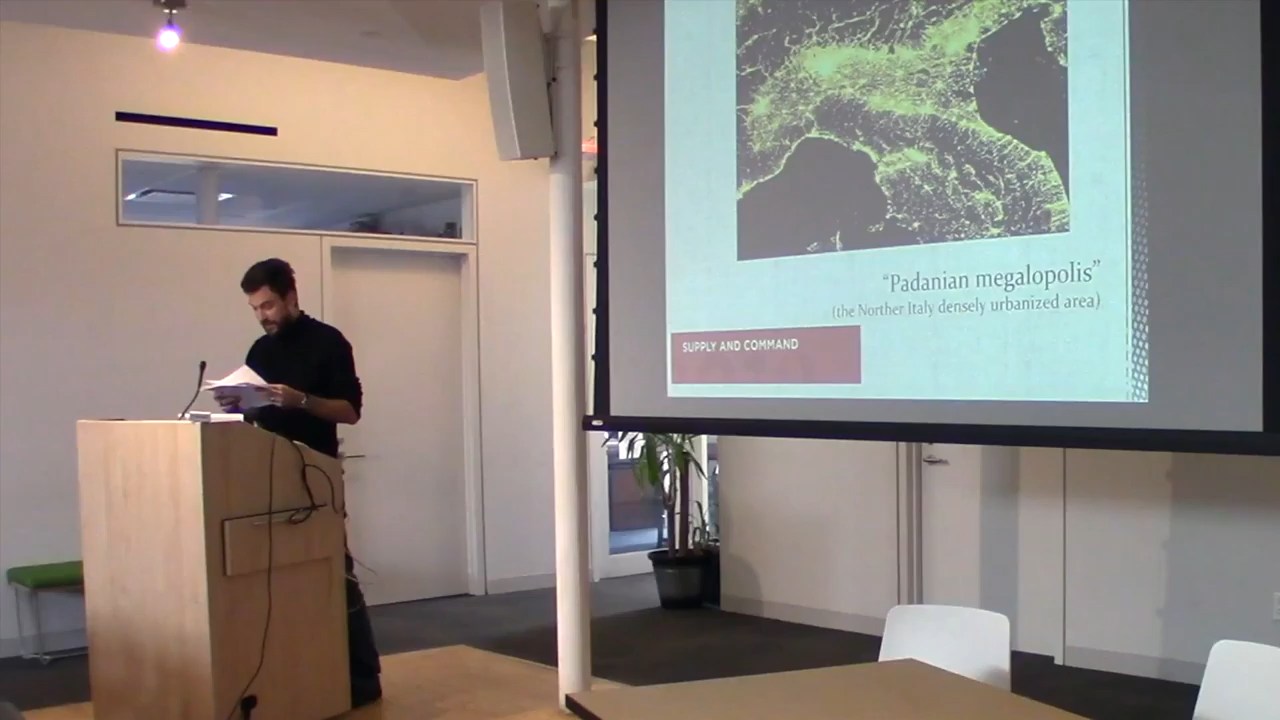 “Padanian megalopolis”
(the Norther Italy densely urbanized area)
SUPPLY AND COMMAND